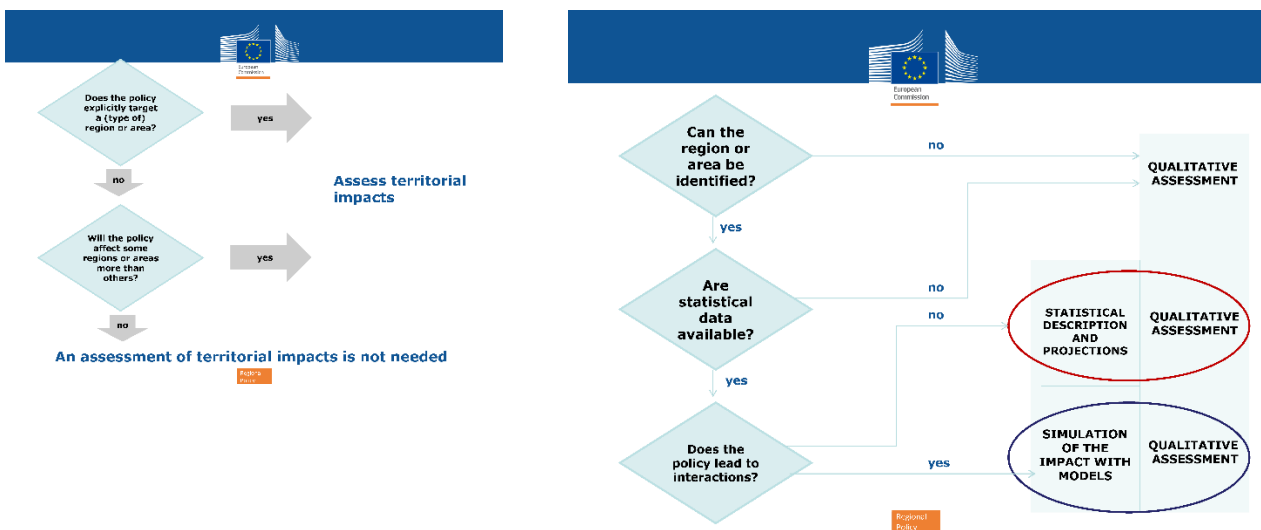 European
Commission
Does the policy
explicitly target
a (type of)
region or area?
yes
no
Assess territorial
impacts
Will the policy
affect some
regions or areas
more than
others?
yes
no
An assessment of territorial impacts is not needed
Regional
Policy
European
Commission
Can the
region or
area be
identified?
no
QUALITATIVE
ASSESSMENT
yes
Are
statistical
data
available?
no
no
STATISTICAL
DESCRIPTION
AND
PROJECTIONS
QUALITATIVE
ASSESSMENT
yes
Does the
policy lead to
interactions?
yes
SIMULATION
OF THE
IMPACT WITH
MODELS
QUALITATIVE
ASSESSMENT
Regional
Policy